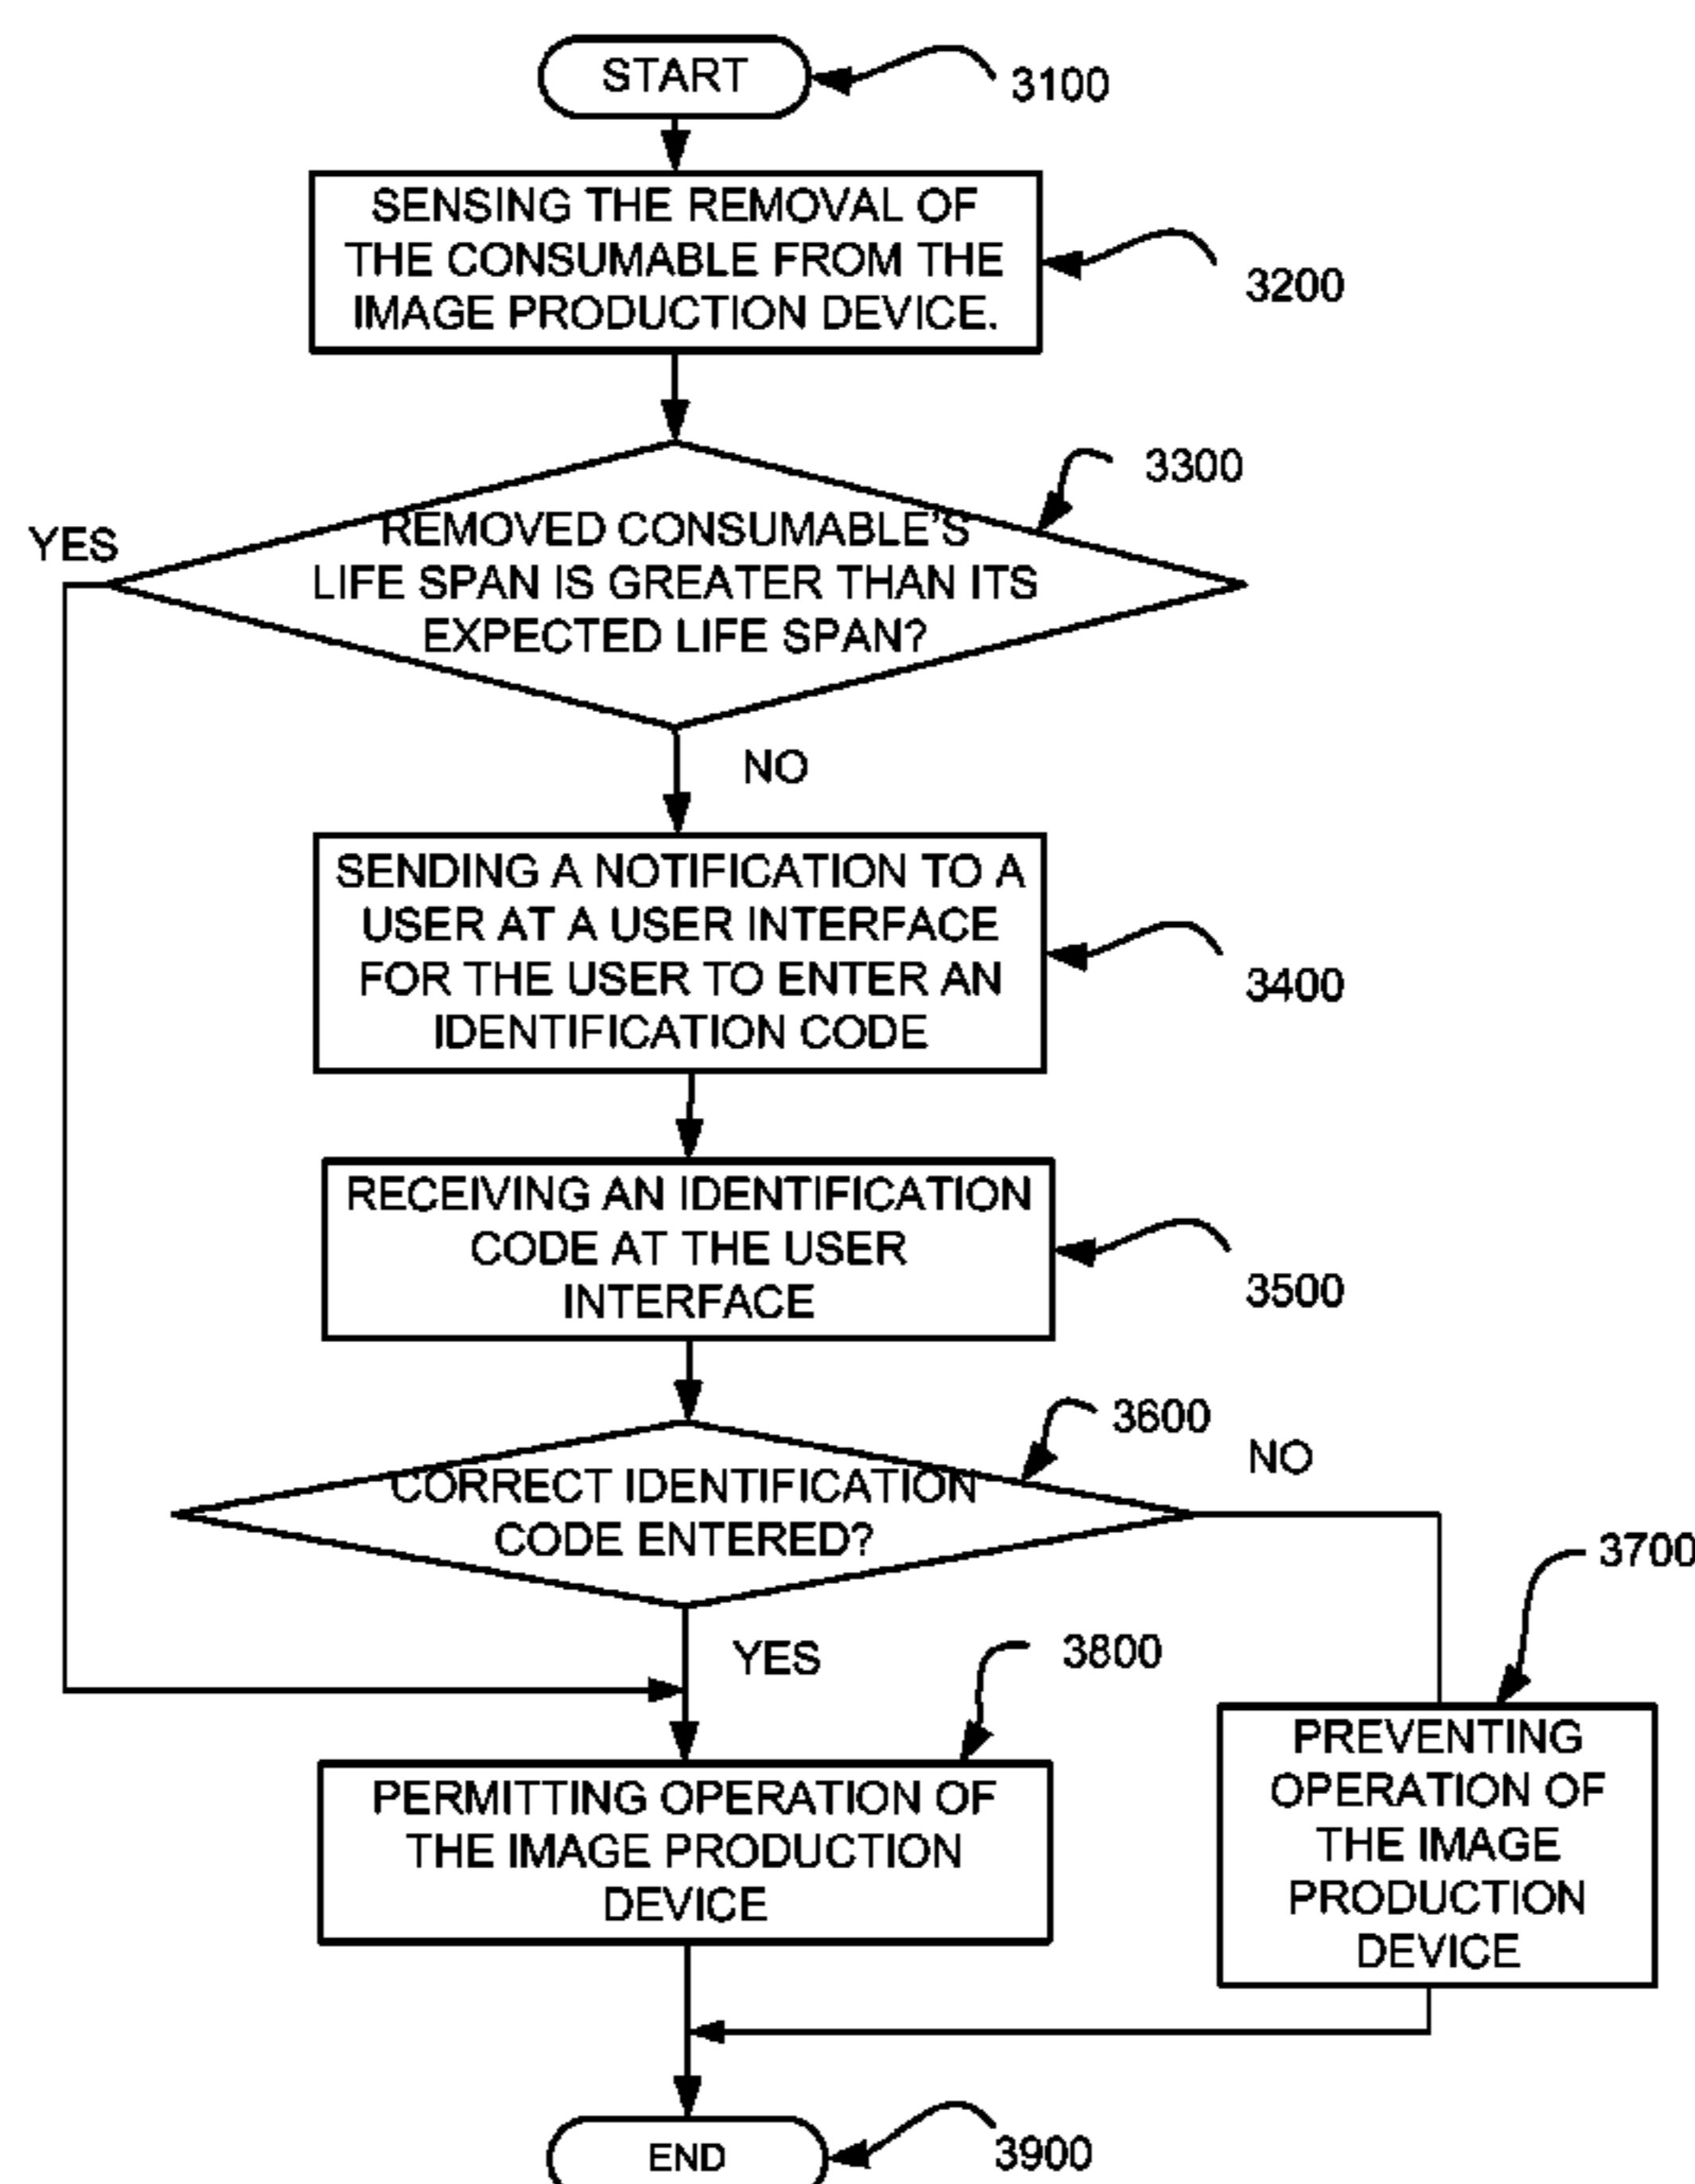 START
3100
SENSING THE REMOVAL OF
THE CONSUMABLE FROM THE
IMAGE PRODUCTION DEVICE.
3200
3300
REMOVED CONSUMABLE'S
LIFE SPAN IS GREATER THAN ITS
EXPECTED LIFE SPAN?
YES
NO
SENDING A NOTIFICATION TO A
USER AT A USER INTERFACE
FOR THE USER TO ENTER AN
IDENTIFICATION CODE
3400
RECEIVING AN IDENTIFICATION
CODE AT THE USER
INTERFACE
3500
3600
CORRECT IDENTIFICATION
CODE ENTERED?
NO
3700
YES
3800
PERMITTING OPERATION OF
THE IMAGE PRODUCTION
DEVICE
PREVENTING
OPERATION OF
THE IMAGE
PRODUCTION
DEVICE
END
3900